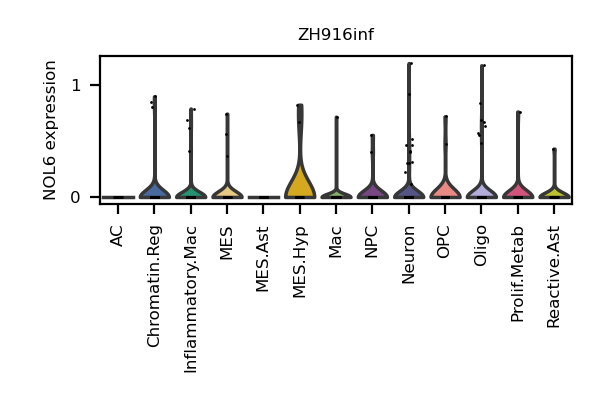 ZH916inf
NOL6 expression
1
0
AC
Chromatin.Reg
Inflammatory.Mac
MES
MES.Ast
MES.Hyp
Mac
NPC
Neuron
OPC
Oligo
Prolif.Metab
Reactive.Ast